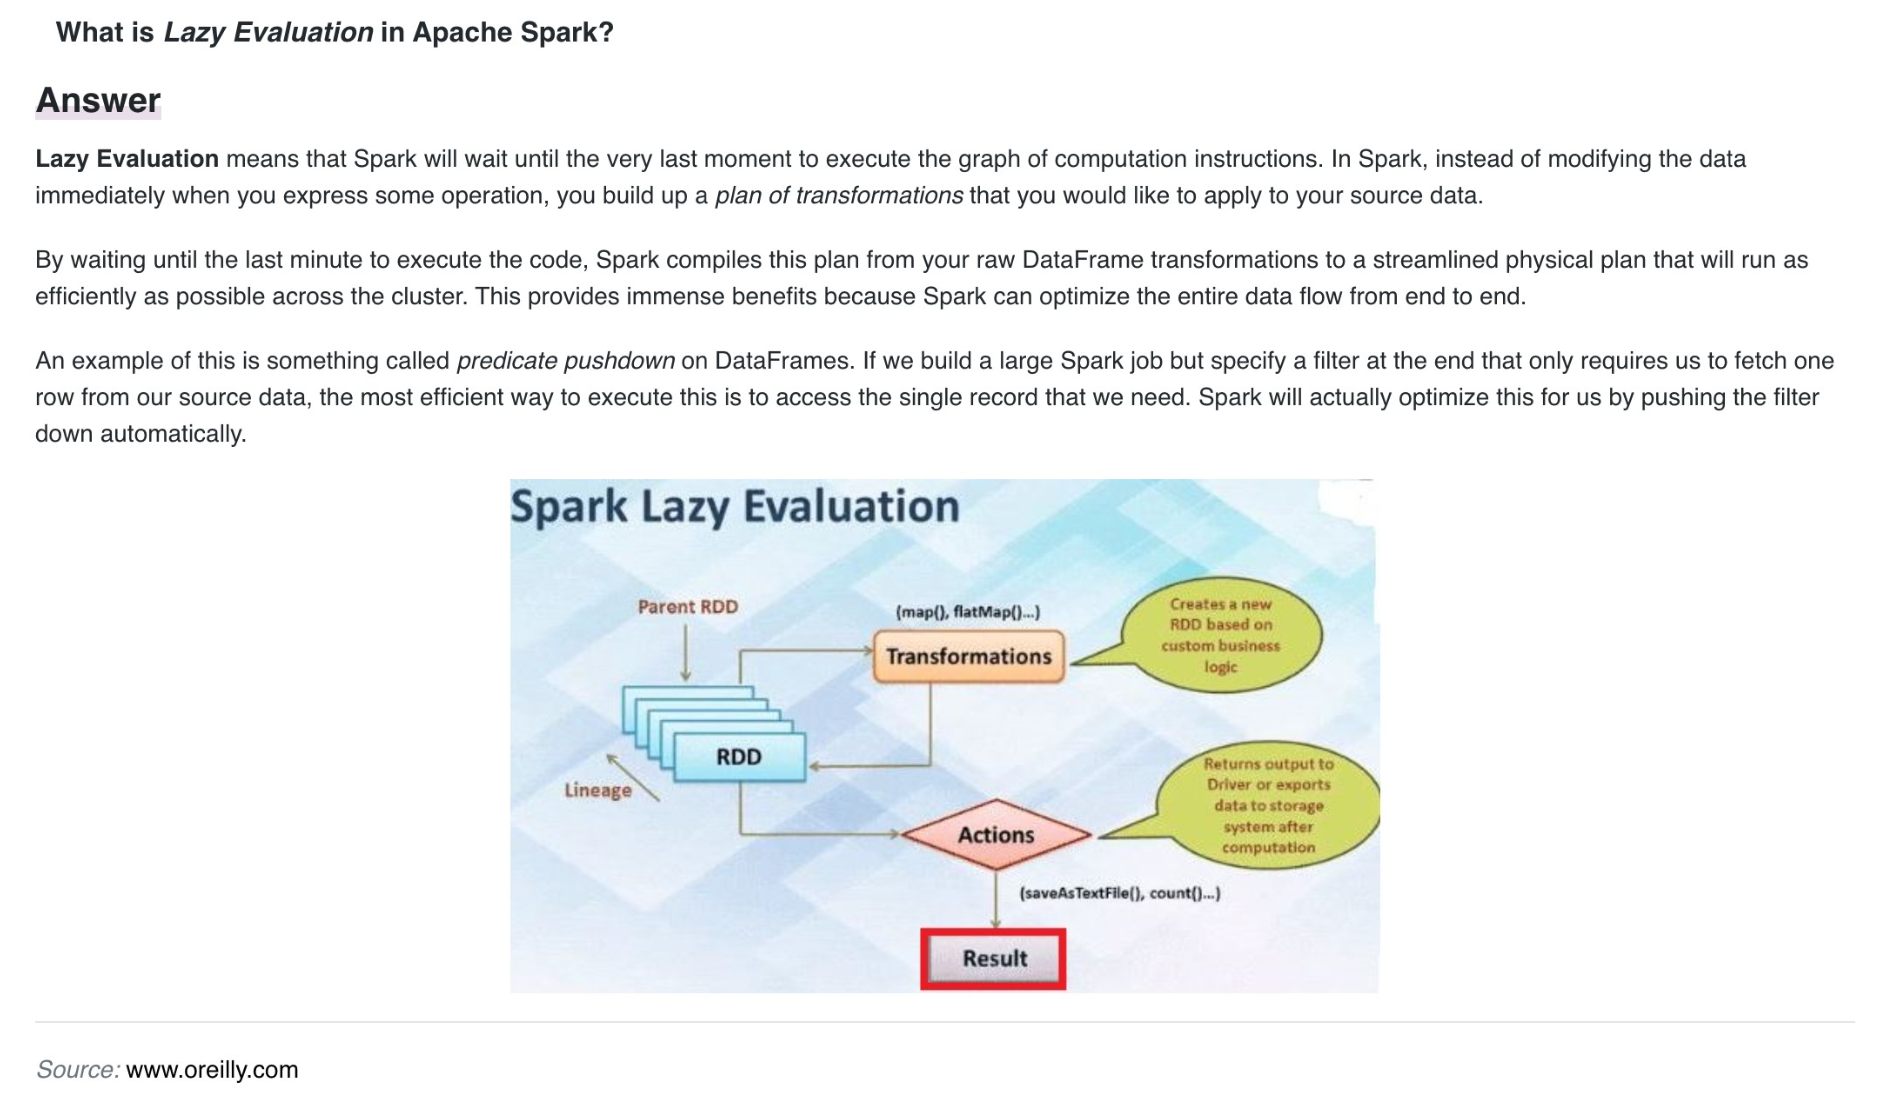 What is Lazy Evaluation in Apache Spark?
Answer
Lazy Evaluation means that Spark will wait until the very last moment to execute the graph of computation instructions. In Spark, instead of modifying the data
immediately when you express some operation, you build up a plan of transformations that you would like to apply to your source data.
By waiting until the last minute to execute the code, Spark compiles this plan from your raw DataFrame transformations to a streamlined physical plan that will run as
efficiently as possible across the cluster. This provides immense benefits because Spark can optimize the entire data flow from end to end.
An example of this is something called predicate pushdown on DataFrames. If we build a large Spark job but specify a filter at the end that only requires us to fetch one
row from our source data, the most efficient way to execute this is to access the single record that we need. Spark will actually optimize this for us by pushing the filter
down automatically.
Spark Lazy Evaluation
Parent RDD
(map(), flatMap()...)
Transformations
Creates a new
RDD based on
custom business
logic
RDD
Lineage
Returns output to
Driver or exports
data to storage
system after
computation
Actions
(saveAsTextFile(), count()...)
Result
Source: www.oreilly.com